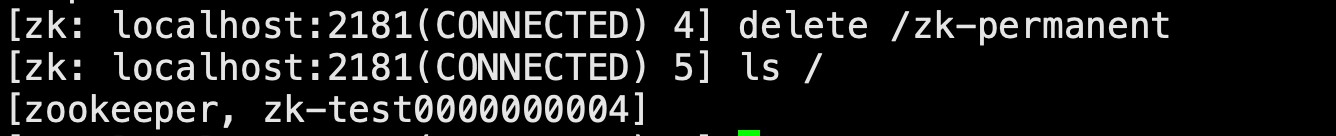 [zk: localhost:2181(CONNECTED) 4] delete /zk-permanent
[zk: localhost:2181(CONNECTED) 5] ls /
[zookeeper, zk-test0000000004]